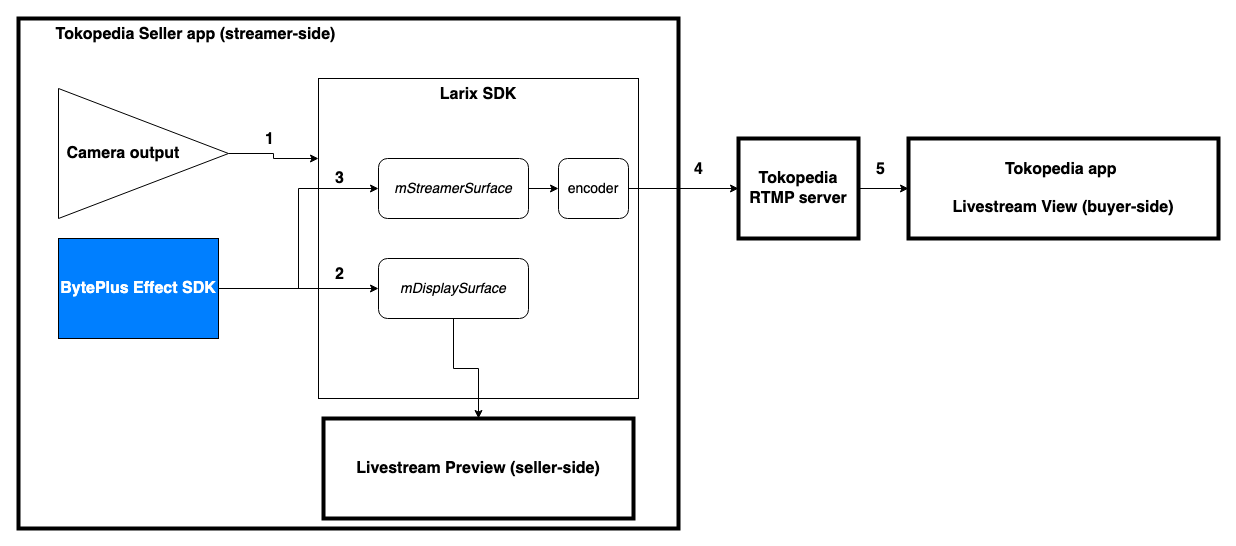 Tokopedia Seller app (streamer-side)
Larix SDK
Camera output
1
3
mStreamerSurface
encoder
4
Tokopedia
RTMP server
5
Tokopedia app
Livestream View (buyer-side)
BytePlus Effect SDK
2
mDisplaySurface
Livestream Preview (seller-side)